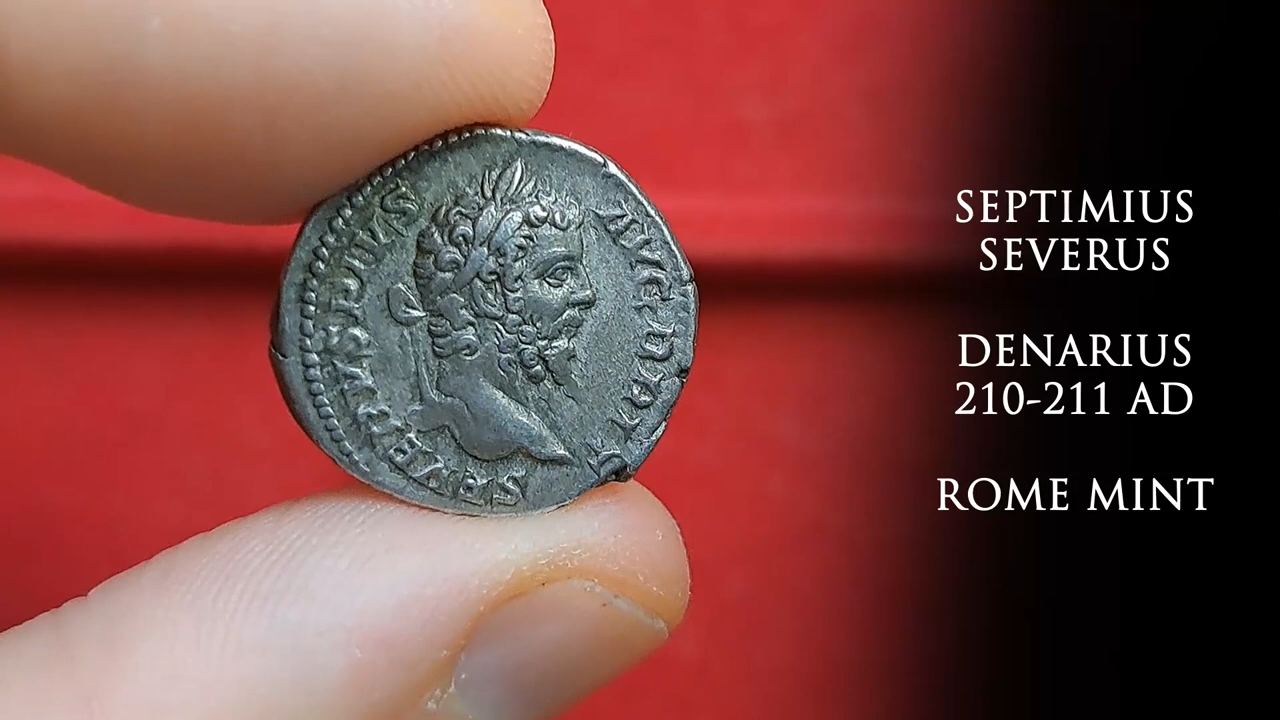 SEVERVS PIVS
AVG BRIT
SEPTIMIUS
SEVERUS
DENARIUS
210-211 AD
ROME MINT